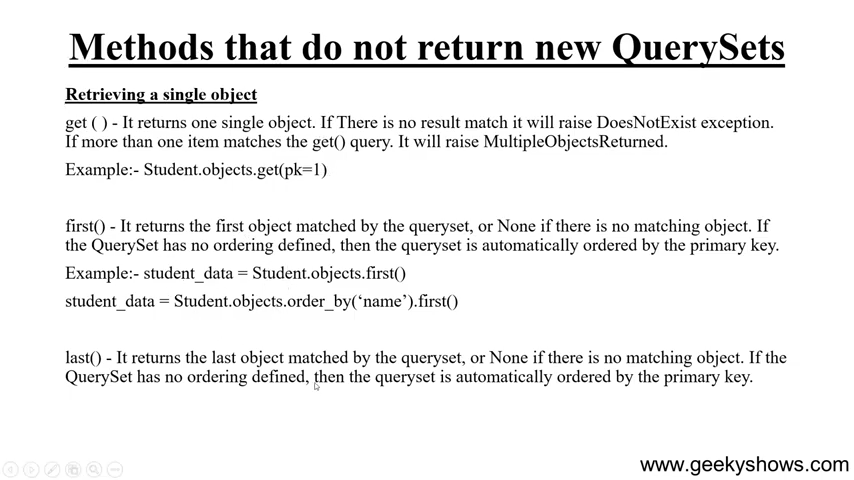 Methods that do not return new QuerySets
Retrieving a single object
get ( ) - It returns one single object. If There is no result match it will raise DoesNotExist exception.
If more than one item matches the get() query. It will raise MultipleObjectsReturned.
Example:- Student.objects.get(pk=1)
first() - It returns the first object matched by the queryset, or None if there is no matching object. If
the QuerySet has no ordering defined, then the queryset is automatically ordered by the primary key.
Example:- student_data = Student.objects.first()
student_data = Student.objects.order_by(‘name’).first()
last() - It returns the last object matched by the queryset, or None if there is no matching object. If the
QuerySet has no ordering defined, then the queryset is automatically ordered by the primary key.
www.geekyshows.com